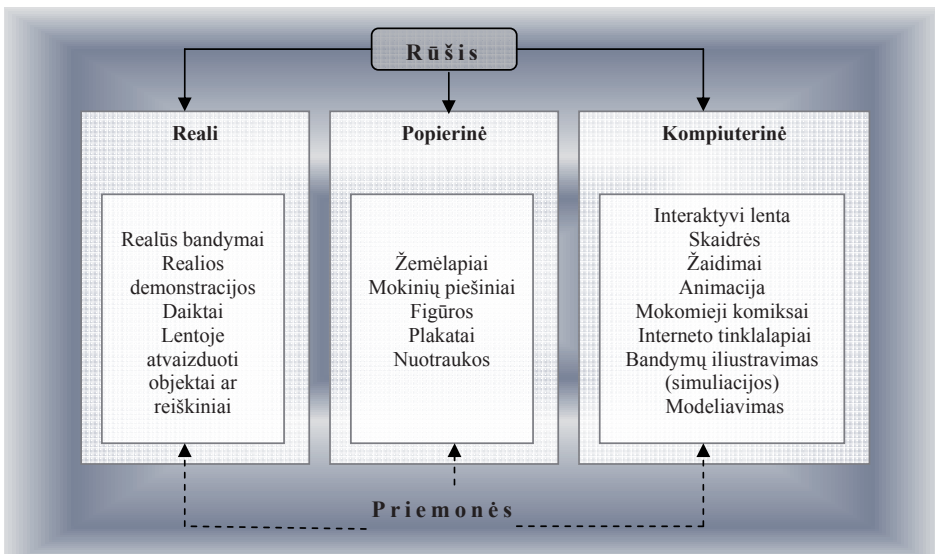 Rūšis
Reali
Realūs bandymai
Realios
demonstracijos
Daiktai
Lentoje
atvaizduoti
objektai ar
reiškiniai
Popierinė
Žemėlapiai
Mokinių piešiniai
Figūros
Plakatai
Nuotraukos
Kompiuterinė
Interaktyvi lenta
Skaidrės
Žaidimai
Animacija
Mokomieji komiksai
Interneto tinklalapiai
Bandymų iliustravimas
(simuliacijos)
Modeliavimas
Priemonės